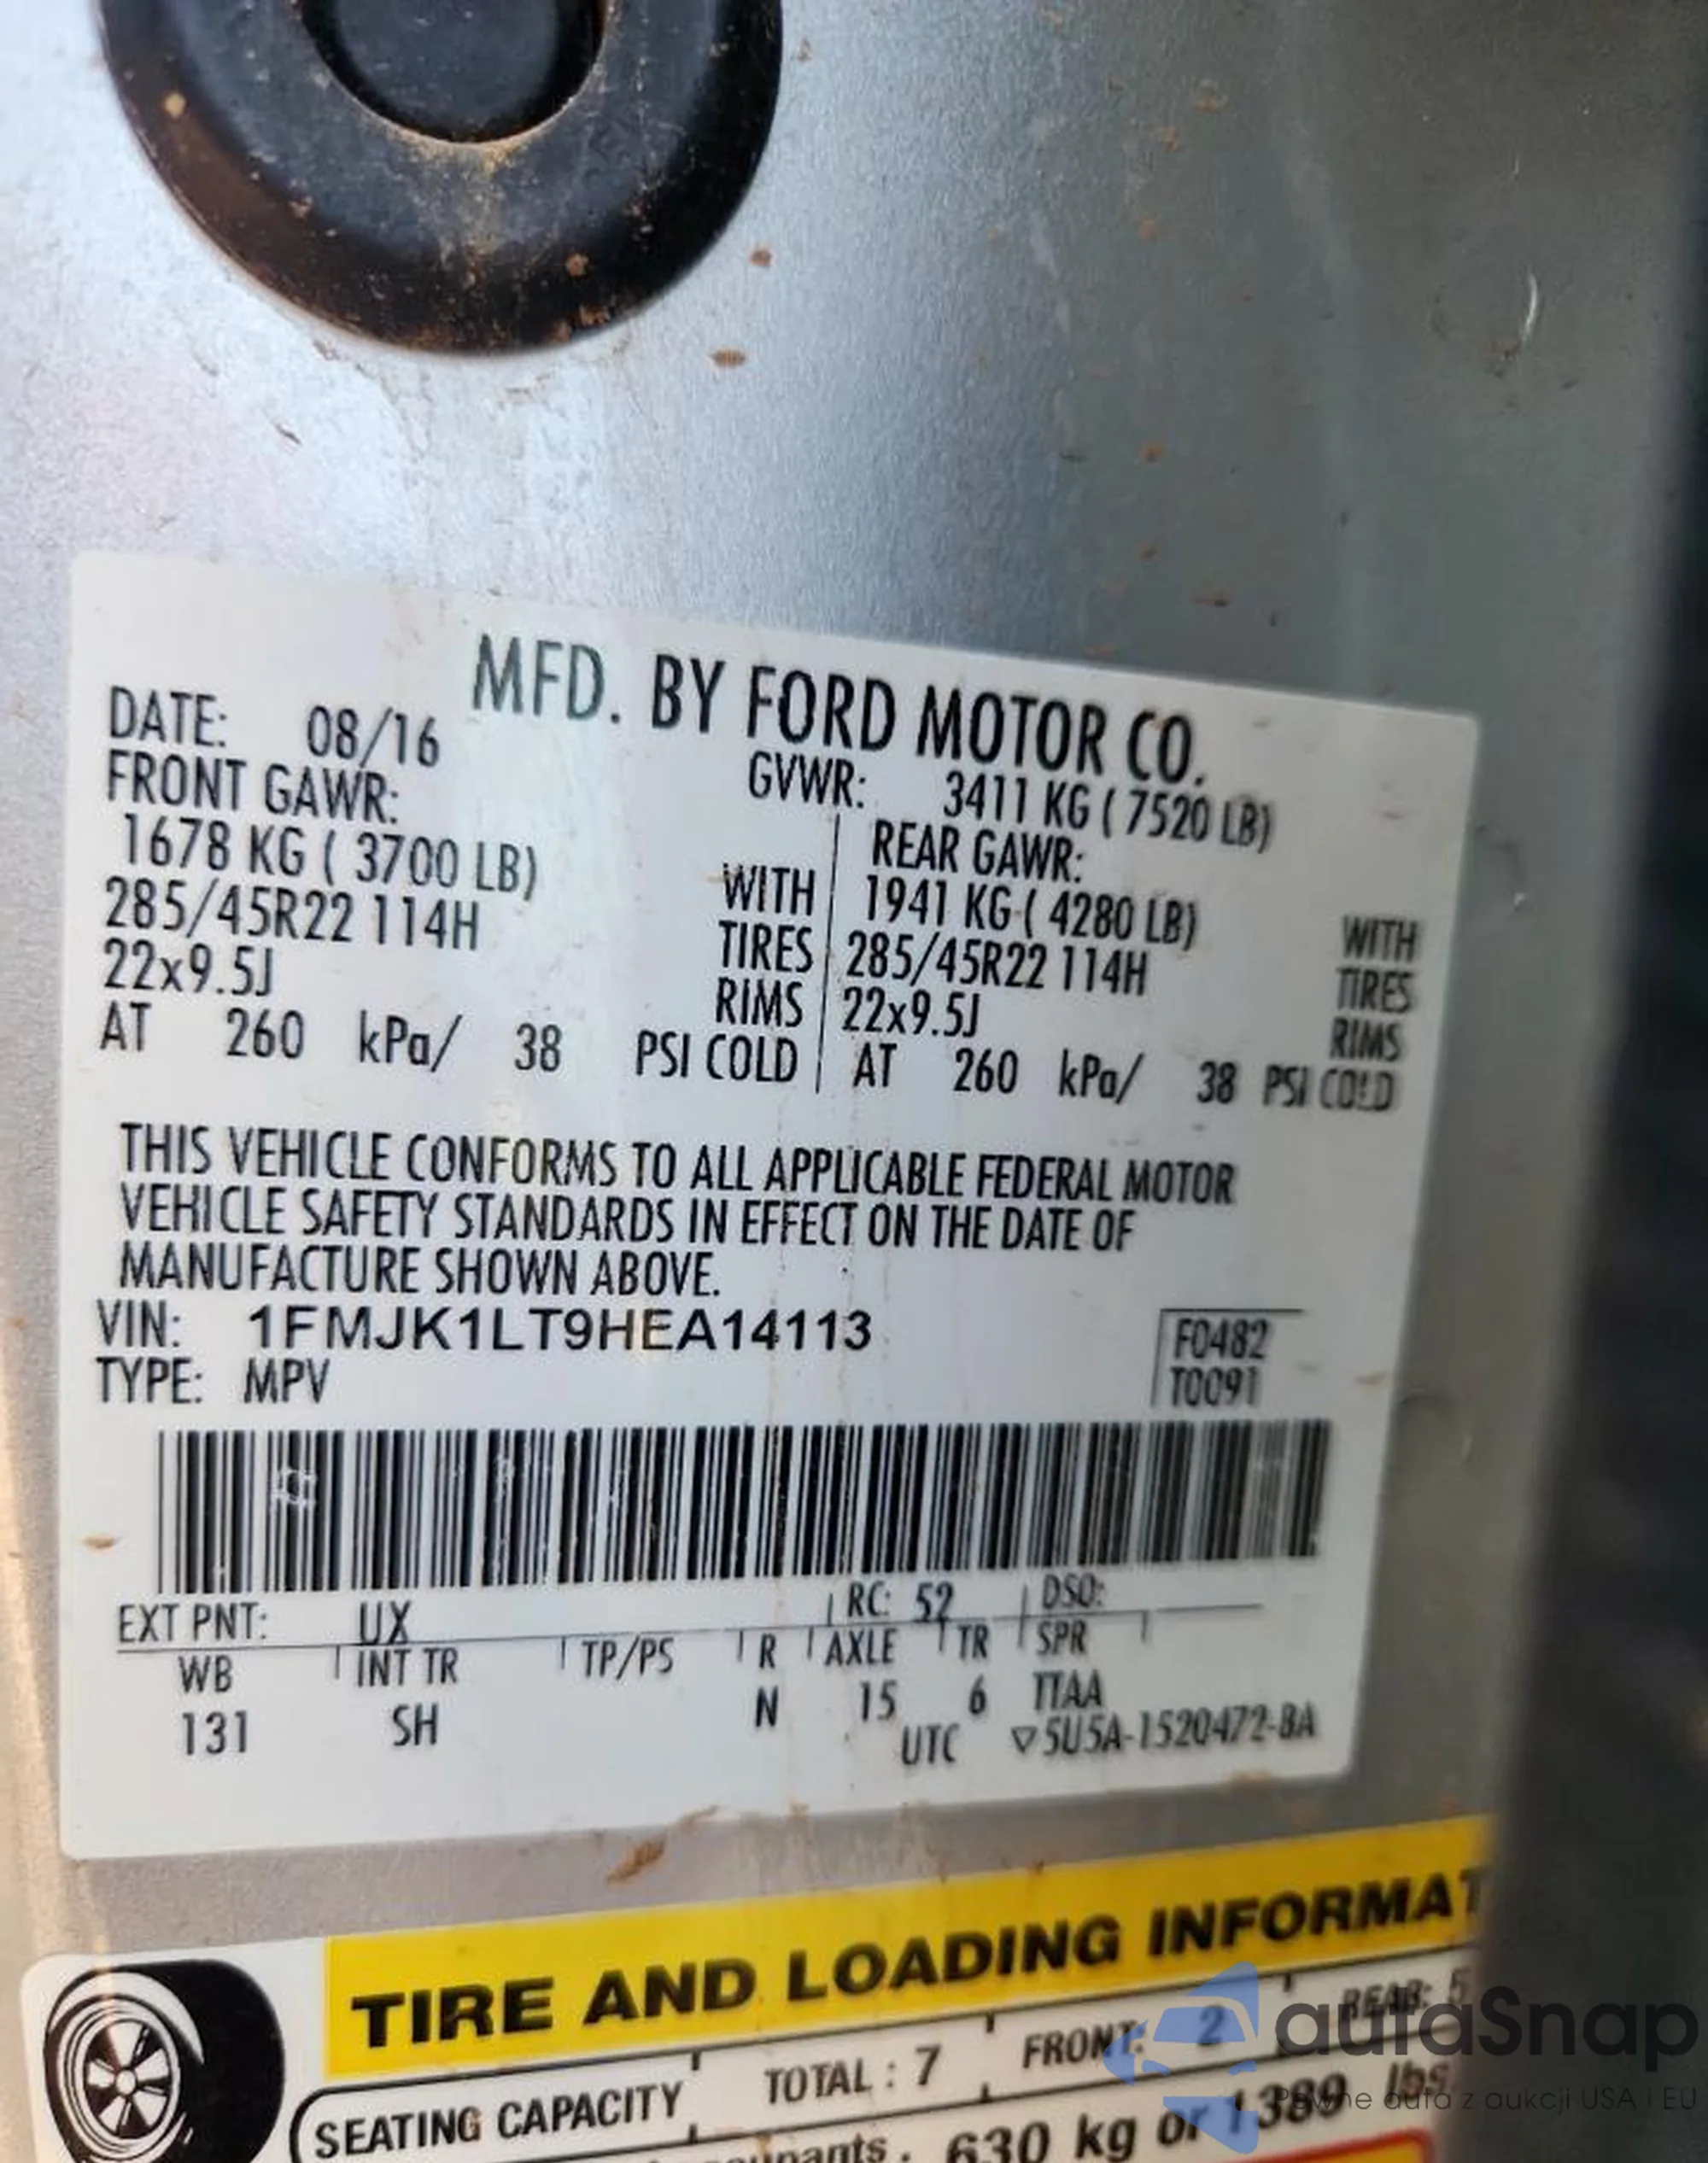 MFD. BY FORD MOTOR CO.
DATE: 08/16 GVWR: 3411 KG ( 7520 LB)
FRONT GAWR: REAR GAWR:
1678 KG ( 3700 LB) WITH 1941 KG ( 4280 LB) WITH
285/45R22 114H TIRES 285/45R22 114H TIRES
22x9.5J RIMS 22x9.5J RIMS
AT 260 kPa/ 38 PSI COLD AT 260 kPa/ 38 PSI COLD
THIS VEHICLE CONFORMS TO ALL APPLICABLE FEDERAL MOTOR
VEHICLE SAFETY STANDARDS IN EFFECT ON THE DATE OF
MANUFACTURE SHOWN ABOVE.
VIN: 1FMJK1LT9HEA14113 F0482
TYPE: MPV T0091
EXT PNT: UX RC: 52 DSO:
WB INT TR TP/PS R AXLE TR SPR
131 SH N 15 6 TTAA
UTC ▽5U5A-1520472-BA
TIRE AND LOADING INFORMAT
SEATING CAPACITY TOTAL : 7 FRONT: 2 REAR: 5
630 kg or 1389 lbs.
autaSnap
Pewne auta z aukcji USA i EU